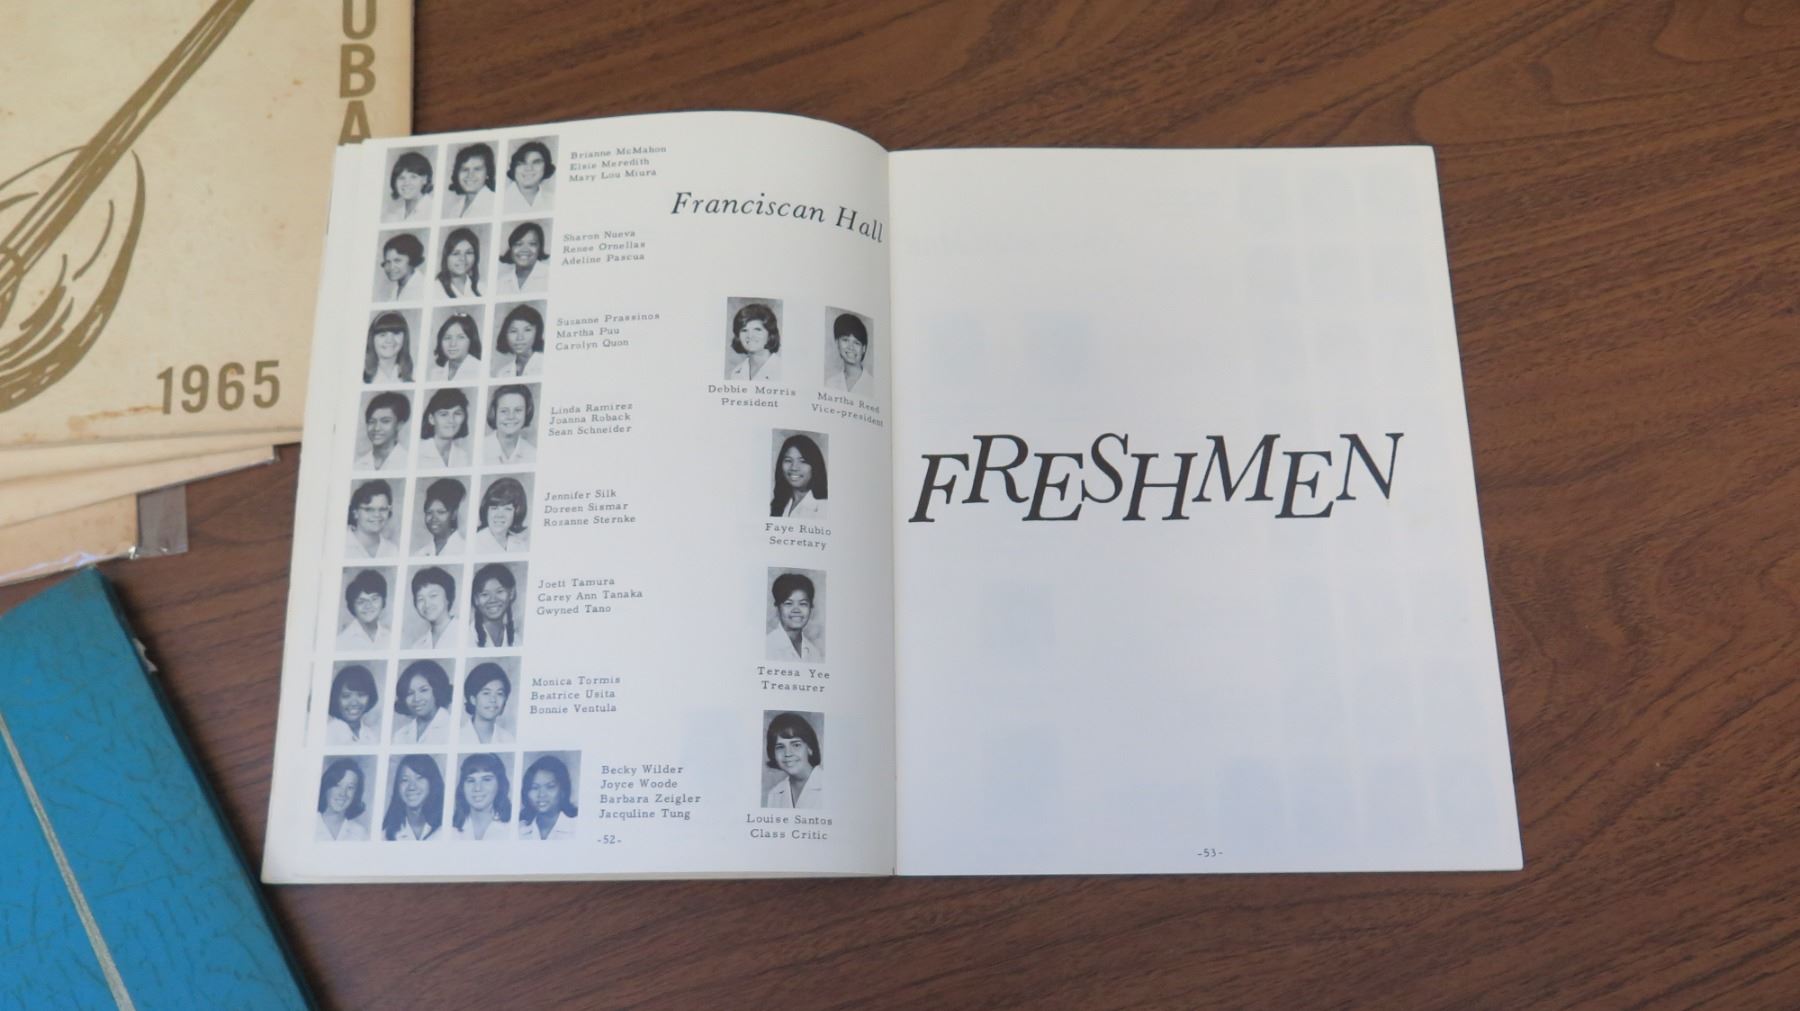 UBA
1965
Brianne McMahon
Elsie Meredith
Mary Lou Miura
Sharon Nueva
Renee Ornellas
Adeline Pascua
Suzanne Prassinos
Martha Puu
Carolyn Quon
Linda Ramirez
Joanna Roback
Sean Schneider
Jennifer Silk
Doreen Sismar
Rozanne Sternke
Joett Tamura
Carey Ann Tanaka
Gwyned Tano
Monica Tormis
Beatrice Usita
Bonnie Ventula
Becky Wilder
Joyce Woode
Barbara Zeigler
Jacquline Tung
-52-
Franciscan Hall
Debbie Morris
President
Martha Reed
Vice-president
Faye Rubio
Secretary
Teresa Yee
Treasurer
Louise Santos
Class Critic
FRESHMEN
-53-